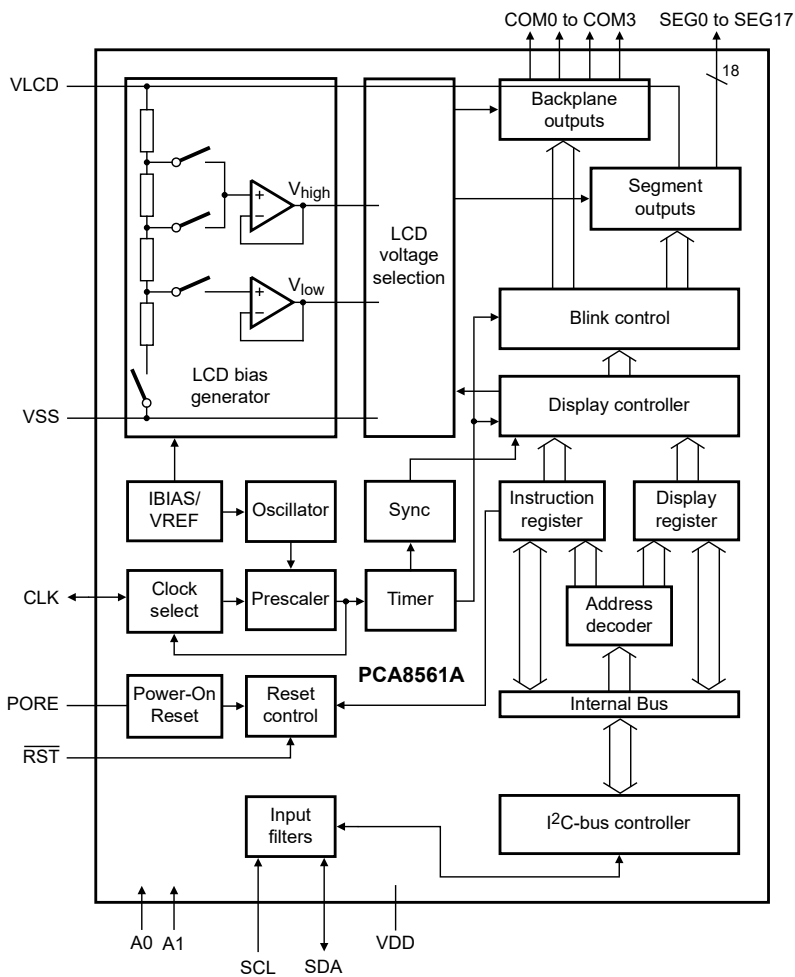 COM0 to COM3
SEG0 to SEG17
18
VLCD
Backplane
outputs
Vhigh
Segment
outputs
LCD
voltage
selection
Vlow
Blink control
LCD bias
generator
VSS
Display controller
IBIAS/
VREF
Oscillator
Sync
Instruction
register
Display
register
CLK
Clock
select
Prescaler
Timer
Address
decoder
PCA8561A
PORE
Power-On
Reset
Reset
control
Internal Bus
RST
Input
filters
I2C-bus controller
A0
A1
SCL
SDA
VDD